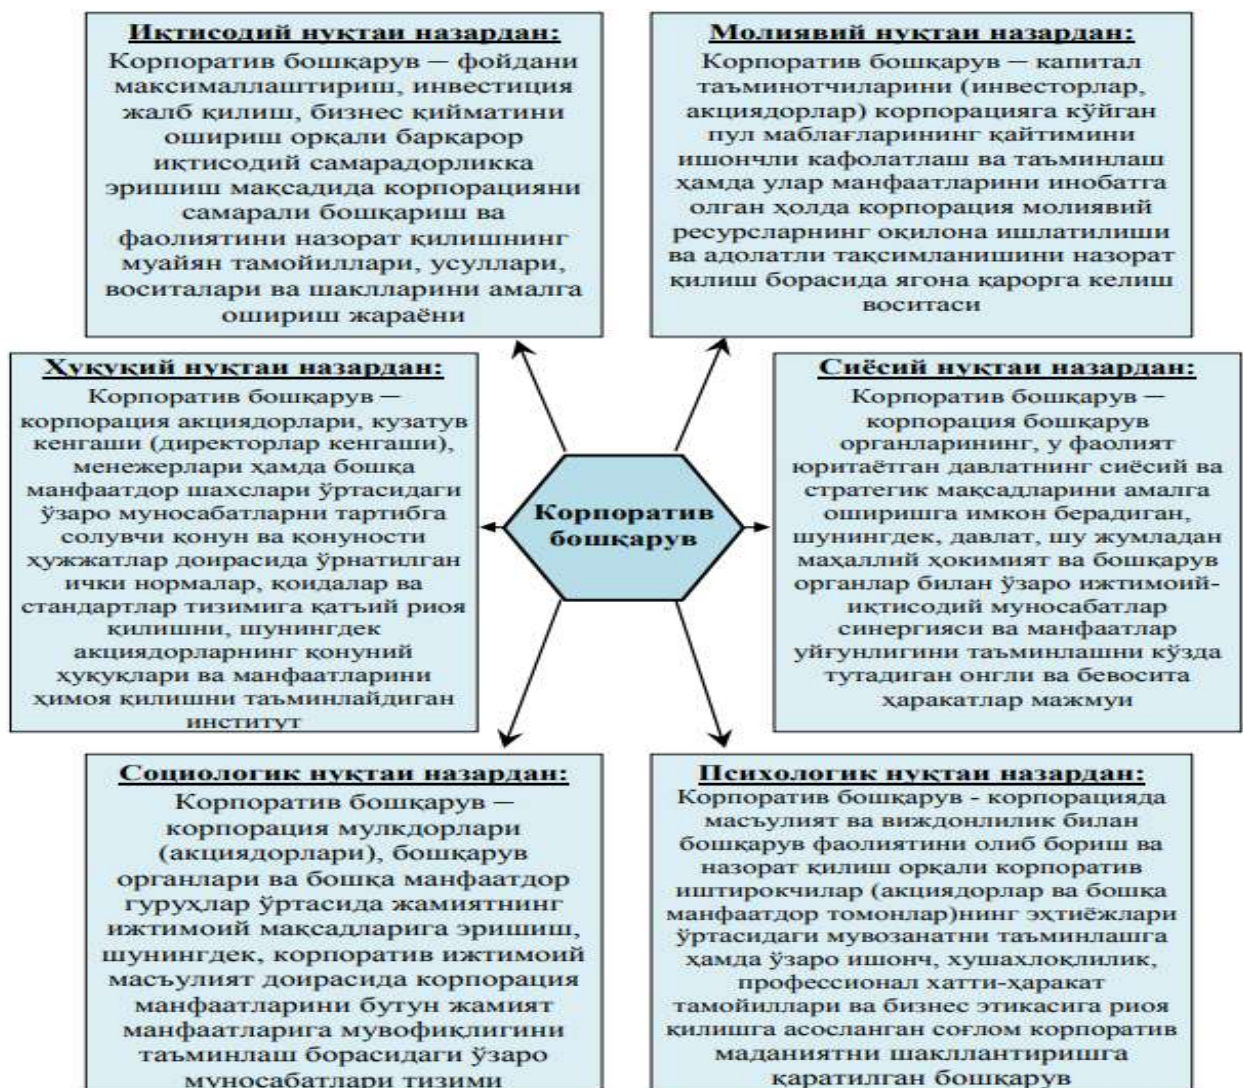 Иқтисодий нуқтаи назардан:
Корпоратив бошқарув – фойдани
максималлаштириш, инвестиция
жалб қилиш, бизнес қийматини
ошириш орқали барқарор
иқтисодий самарадорликка
эришиш мақсадида корпорацияни
самарали бошқариш ва
фаолиятини назорат қилишнинг
муайян тамойиллари, усуллари,
воситалари ва шаклларини амалга
ошириш жараёни
Молиявий нуқтаи назардан:
Корпоратив бошқарув – капитал
таъминотчиларини (инвесторлар,
акциядорлар) корпорацияга қўйган
пул маблағларининг қайтимини
ишончли кафолатлаш ва таъминлаш
ҳамда улар манфаатларини инобатга
олган ҳолда корпорация молиявий
ресурсларнинг оқилона ишлатилиши
ва адолатли тақсимланишини назорат
қилиш борасида ягона қарорга келиш
воситаси
Ҳуқуқий нуқтаи назардан:
Корпоратив бошқарув –
корпорация акциядорлари, кузатув
кенгаши (директорлар кенгаши),
менежерлари ҳамда бошқа
манфаатдор шахслари ўртасидаги
ўзаро муносабатларни тартибга
солувчи қонун ва қонуности
ҳужжатлар доирасида ўрнатилган
ички нормалар, қоидалар ва
стандартлар тизимига қатъий риоя
қилишни, шунингдек
акциядорларнинг қонуний
ҳуқуқлари ва манфаатларини
ҳимоя қилишни таъминлайдиган
институт
Корпоратив
бошқарув
Сиёсий нуқтаи назардан:
Корпоратив бошқарув –
корпорация бошқарув
органларининг, у фаолият
юритаётган давлатнинг сиёсий ва
стратегик мақсадларини амалга
оширишга имкон берадиган,
шунингдек, давлат, шу жумладан
маҳаллий ҳокимият ва бошқарув
органлар билан ўзаро ижтимоий-
иқтисодий муносабатлар
синергияси ва манфаатлар
уйғунлигини таъминлашни кўзда
тутадиган онгли ва бевосита
ҳаракатлар мажмуи
Социологик нуқтаи назардан:
Корпоратив бошқарув –
корпорация мулкдорлари
(акциядорлари), бошқарув
органлари ва бошқа манфаатдор
гуруҳлар ўртасида жамиятнинг
ижтимоий мақсадларига эришиш,
шунингдек, корпоратив ижтимоий
масъулият доирасида корпорация
манфаатларини бутун жамият
манфаатларига мувофиқлигини
таъминлаш борасидаги ўзаро
муносабатлари тизими
Психологик нуқтаи назардан:
Корпоратив бошқарув - корпорацияда
масъулият ва виждонлилик билан
бошқарув фаолиятини олиб бориш ва
назорат қилиш орқали корпоратив
иштирокчилар (акциядорлар ва бошқа
манфаатдор томонлар)нинг эҳтиёжлари
ўртасидаги мувозанатни таъминлашга
ҳамда ўзаро ишонч, хушахлоқлилик,
профессионал хатти-ҳаракат
тамойиллари ва бизнес этикасига риоя
қилишга асосланган соғлом корпоратив
маданиятни шакллантиришга
қаратилган бошқарув